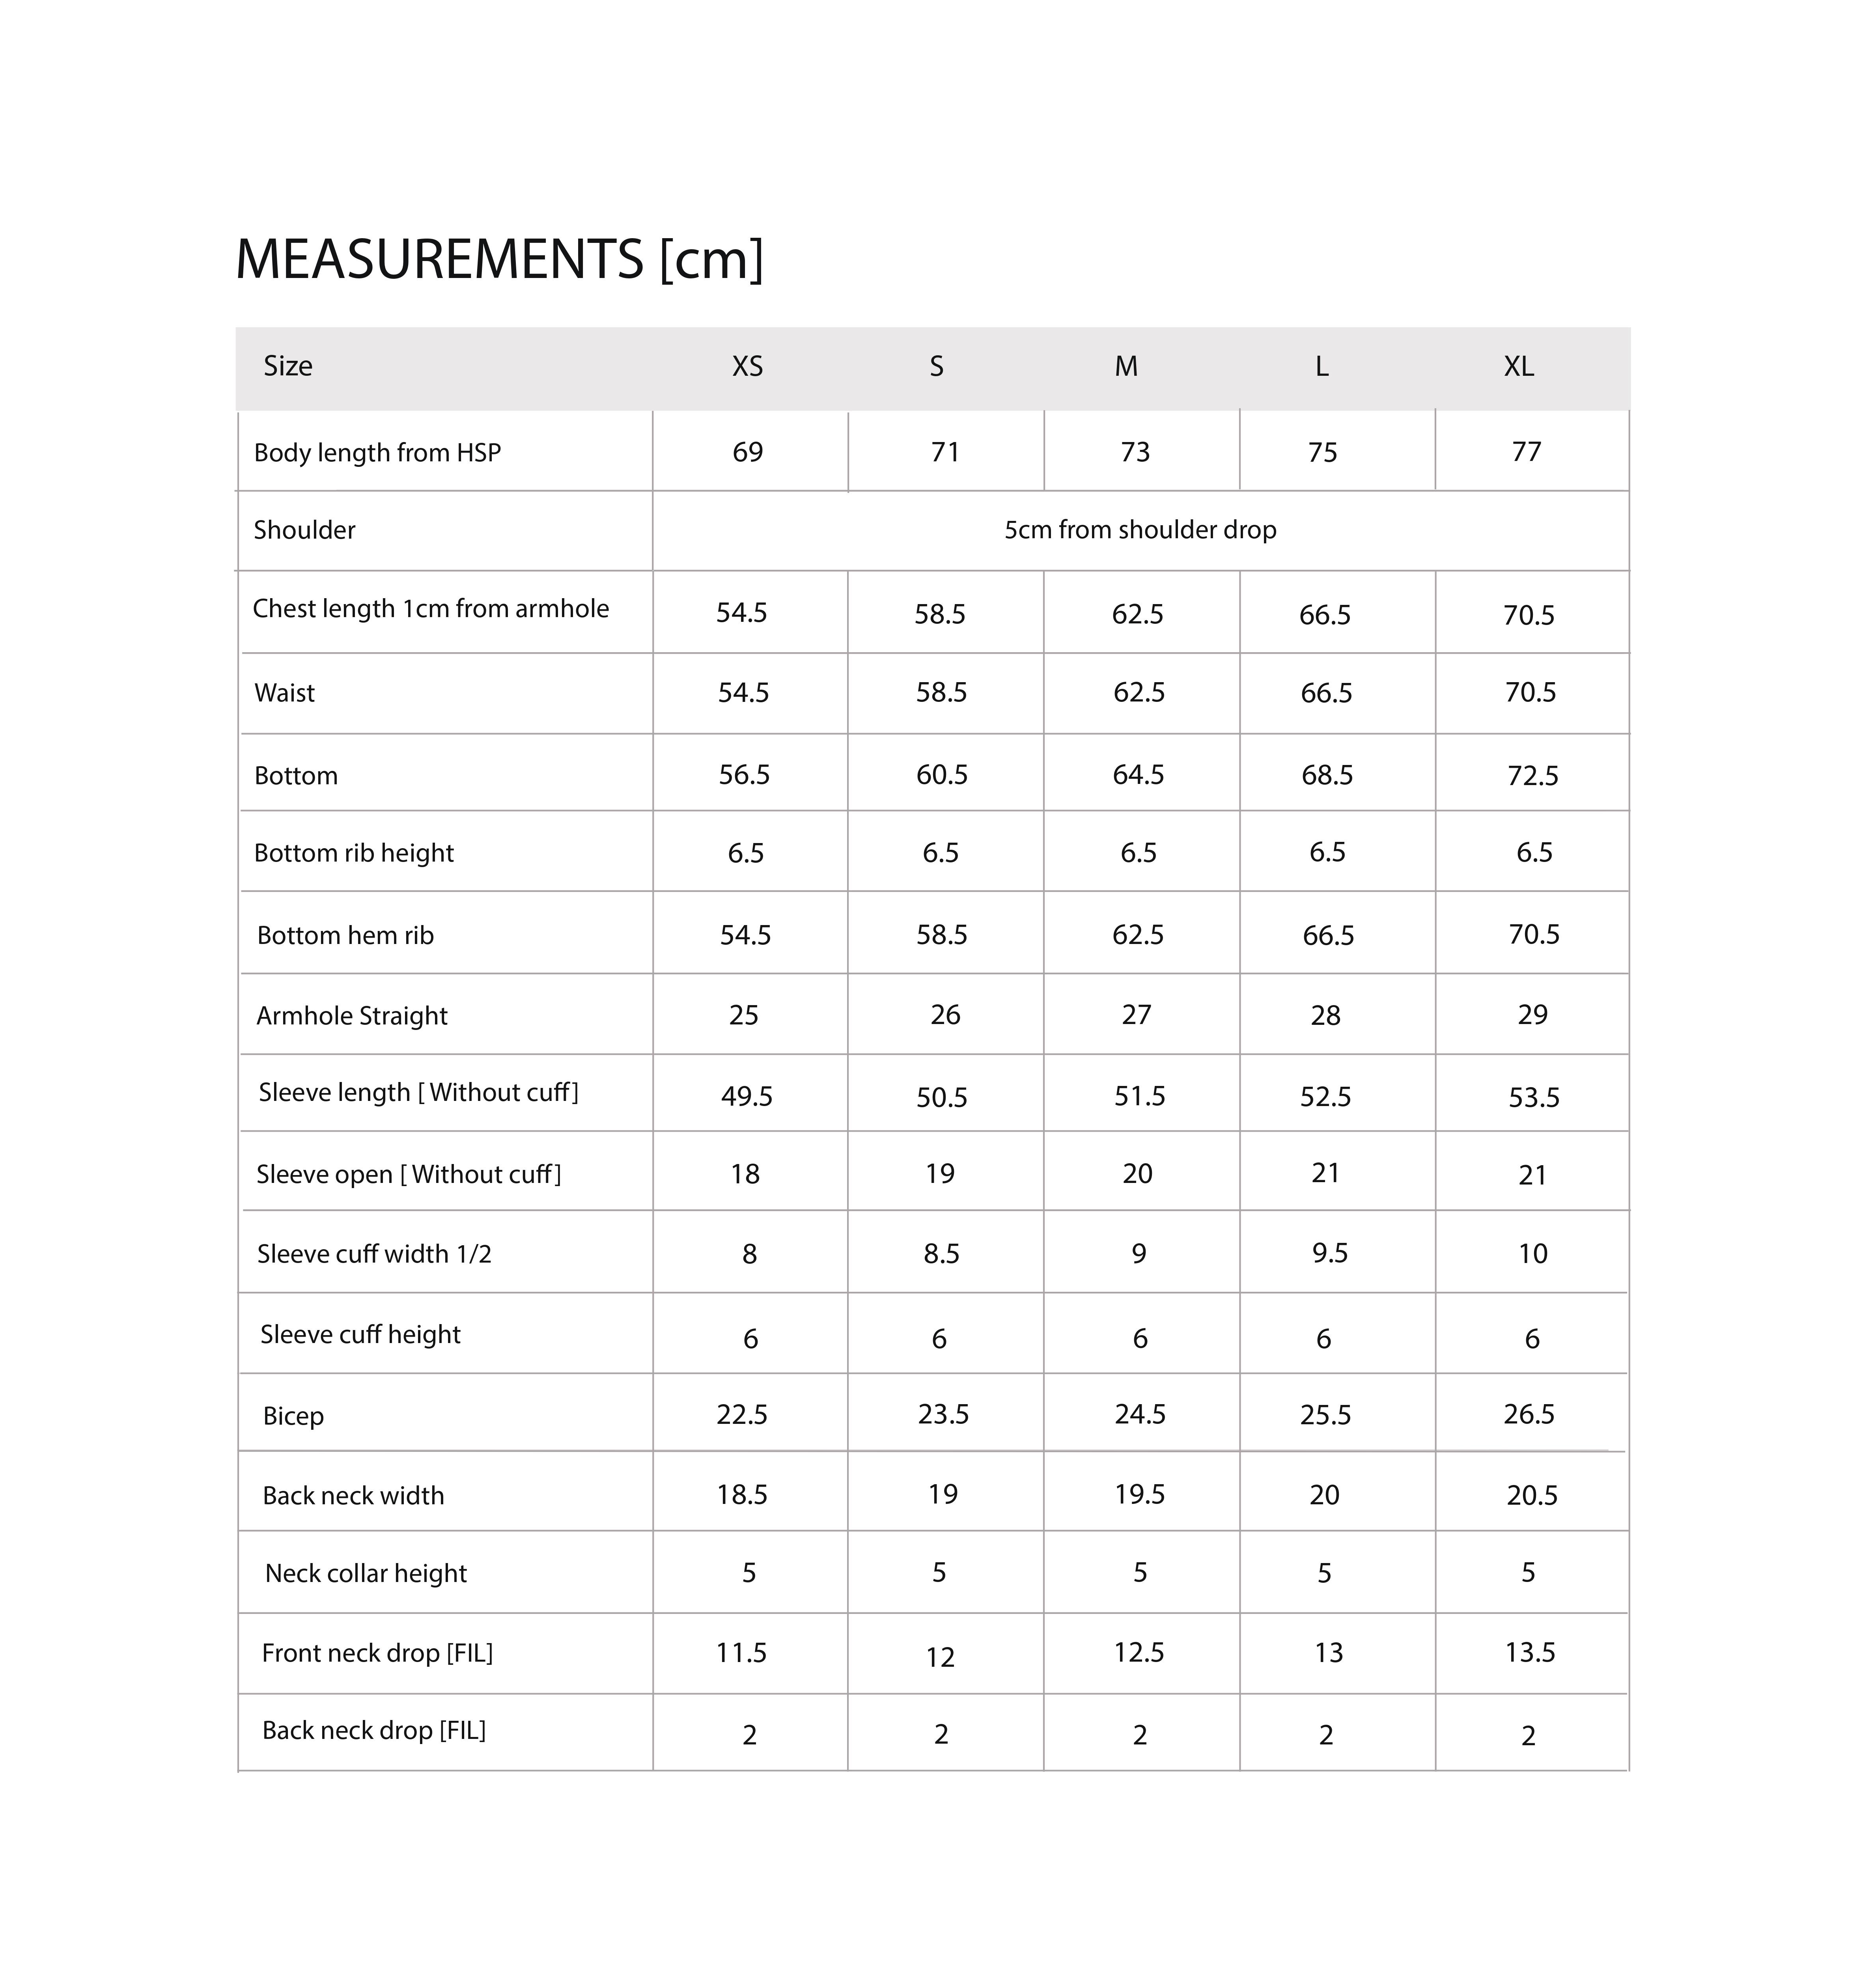 MEASUREMENTS [cm]
Size XS S M L XL
Body length from HSP 69 71 73 75 77
Shoulder 5cm from shoulder drop
Chest length 1cm from armhole 54.5 58.5 62.5 66.5 70.5
Waist 54.5 58.5 62.5 66.5 70.5
Bottom 56.5 60.5 64.5 68.5 72.5
Bottom rib height 6.5 6.5 6.5 6.5 6.5
Bottom hem rib 54.5 58.5 62.5 66.5 70.5
Armhole Straight 25 26 27 28 29
Sleeve length [ Without cuff] 49.5 50.5 51.5 52.5 53.5
Sleeve open [ Without cuff] 18 19 20 21 21
Sleeve cuff width 1/2 8 8.5 9 9.5 10
Sleeve cuff height 6 6 6 6 6
Bicep 22.5 23.5 24.5 25.5 26.5
Back neck width 18.5 19 19.5 20 20.5
Neck collar height 5 5 5 5 5
Front neck drop [FIL] 11.5 12 12.5 13 13.5
Back neck drop [FIL] 2 2 2 2 2